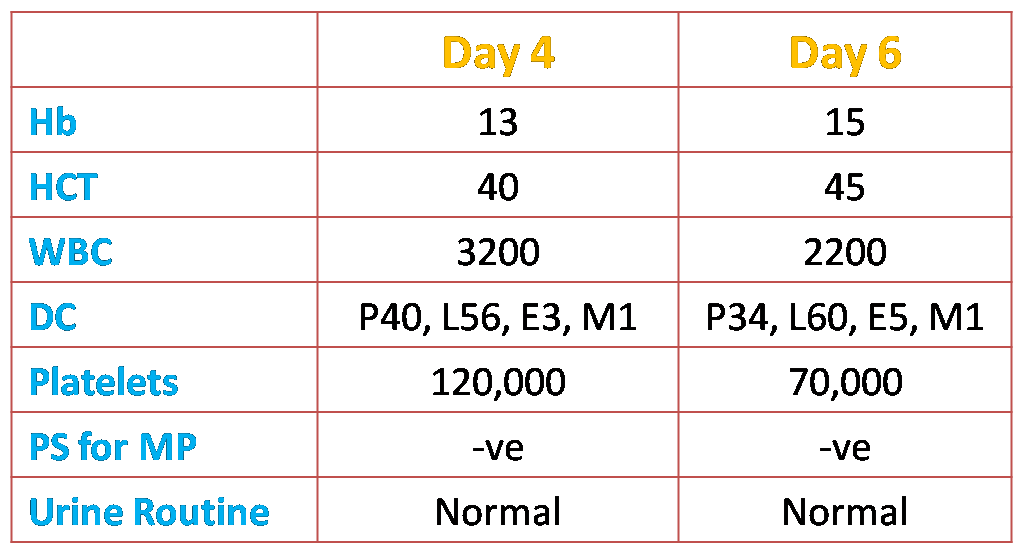 Day 4 Day 6
Hb 13 15
HCT 40 45
WBC 3200 2200
DC P40, L56, E3, M1 P34, L60, E5, M1
Platelets 120,000 70,000
PS for MP -ve -ve
Urine Routine Normal Normal